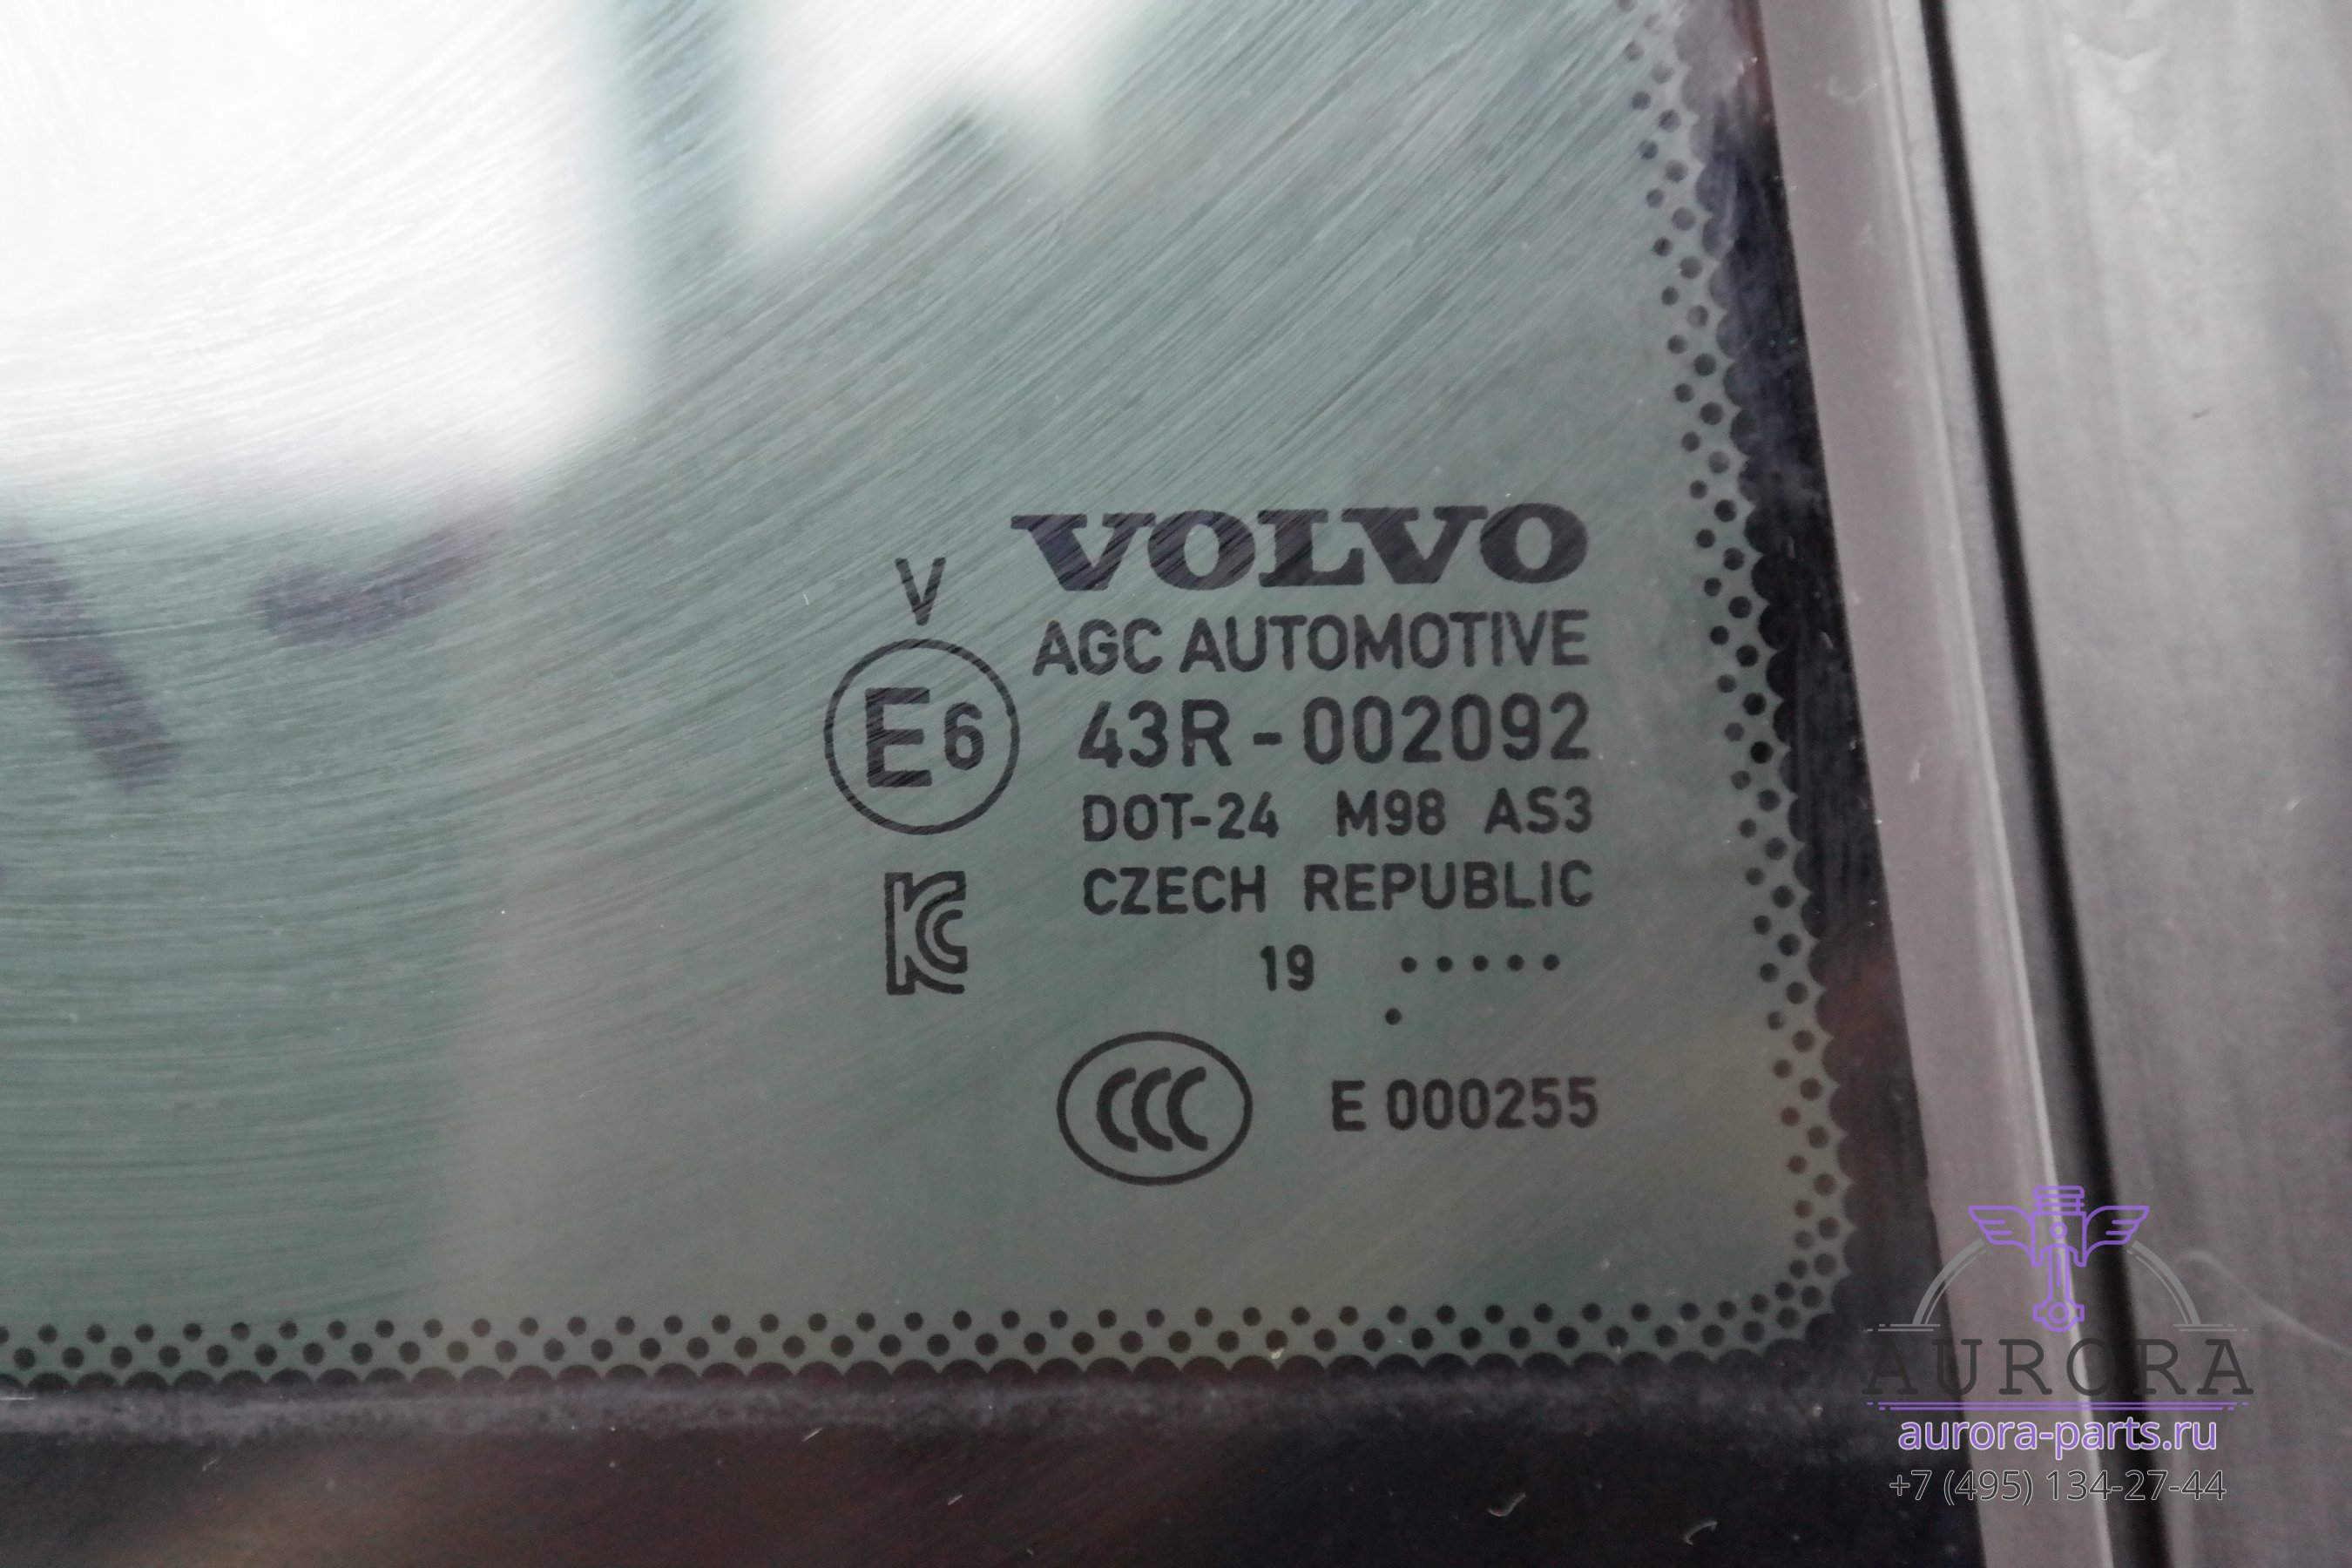 VOLVO
V
AGC AUTOMOTIVE
E6
43R - 002092
DOT-24 M98 AS3
CZECH REPUBLIC
KC
19 .....
.
CCC
E 000255
AURORA
aurora-parts.ru
+7 (495) 134-27-44